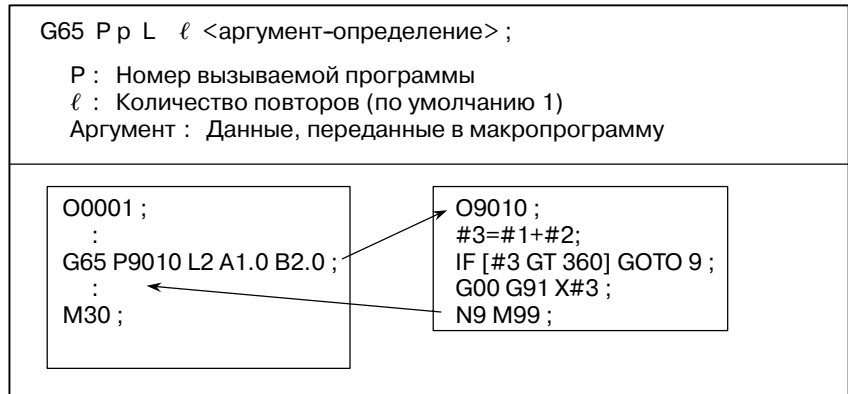 G65 P p L ℓ <аргумент-определение> ;
P : Номер вызываемой программы
ℓ : Количество повторов (по умолчанию 1)
Аргумент : Данные, переданные в макропрограмму
O0001 ;
:
G65 P9010 L2 A1.0 B2.0 ;
:
M30 ;
O9010 ;
#3=#1+#2;
IF [#3 GT 360] GOTO 9 ;
G00 G91 X#3 ;
N9 M99 ;